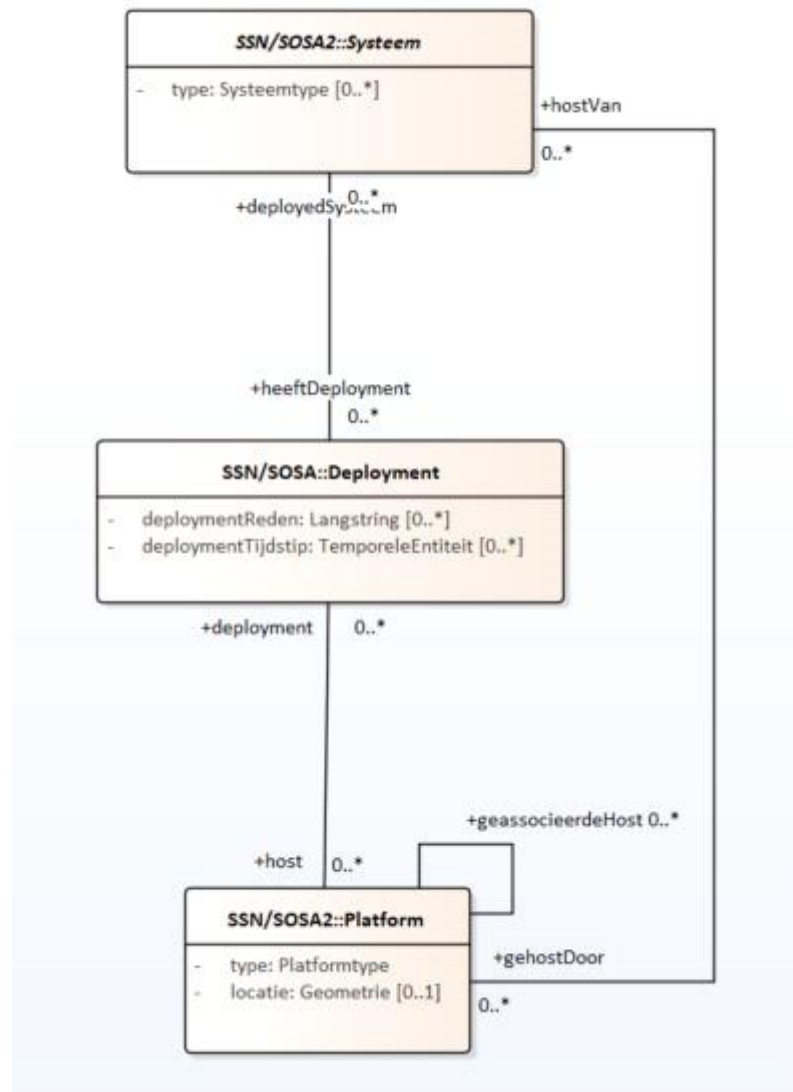 SSN/SOSA2::Systeem
- type: Systeemtype [0..*]
+hostVan
0..*
0..*
+deployedSysteem
+heeftDeployment
0..*
SSN/SOSA::Deployment
- deploymentReden: Langstring [0..*]
- deploymentTijdstip: TemporeleEntiteit [0..*]
+deployment 0..*
+geassocieerdeHost 0..*
+host 0..*
SSN/SOSA2::Platform
- type: Platformtype
- locatie: Geometrie [0..1]
+gehostDoor
0..*